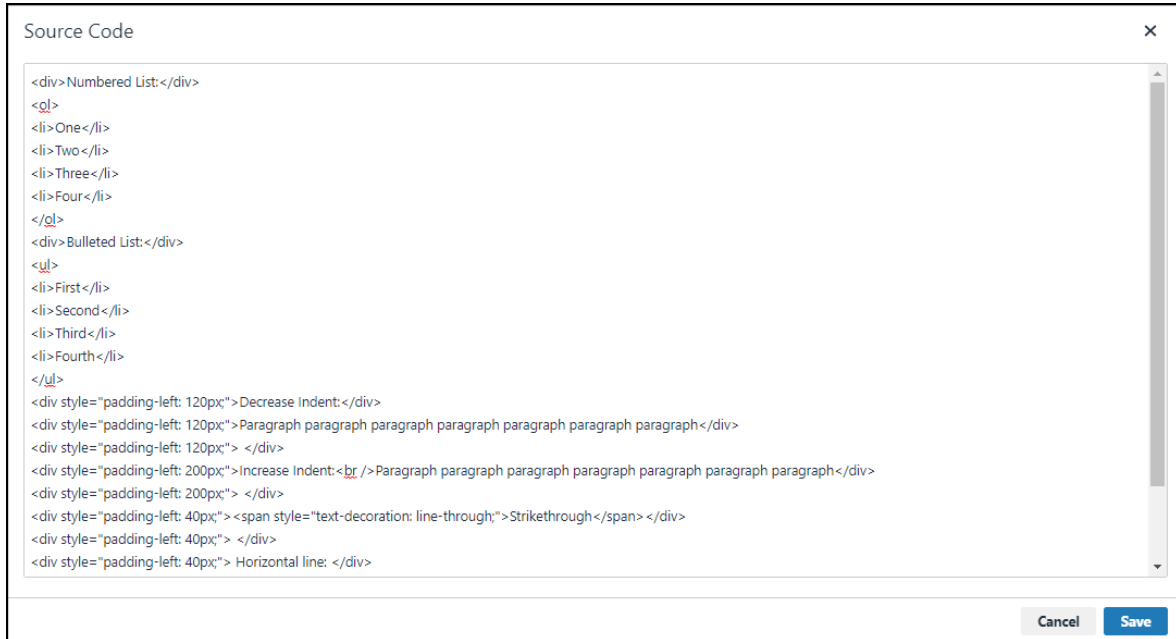 Source Code
<div>Numbered List:</div>
<ol>
<li>One</li>
<li>Two</li>
<li>Three</li>
<li>Four</li>
</ol>
<div>Bulleted List:</div>
<ul>
<li>First</li>
<li>Second</li>
<li>Third</li>
<li>Fourth</li>
</ul>
<div style="padding-left: 120px;">Decrease Indent:</div>
<div style="padding-left: 120px;">Paragraph paragraph paragraph paragraph paragraph paragraph paragraph</div>
<div style="padding-left: 120px;"> </div>
<div style="padding-left: 200px;">Increase Indent:<br />Paragraph paragraph paragraph paragraph paragraph paragraph paragraph</div>
<div style="padding-left: 200px;"> </div>
<div style="padding-left: 40px;"><span style="text-decoration: line-through;">Strikethrough</span></div>
<div style="padding-left: 40px;"> </div>
<div style="padding-left: 40px;"> Horizontal line: </div>
Cancel Save